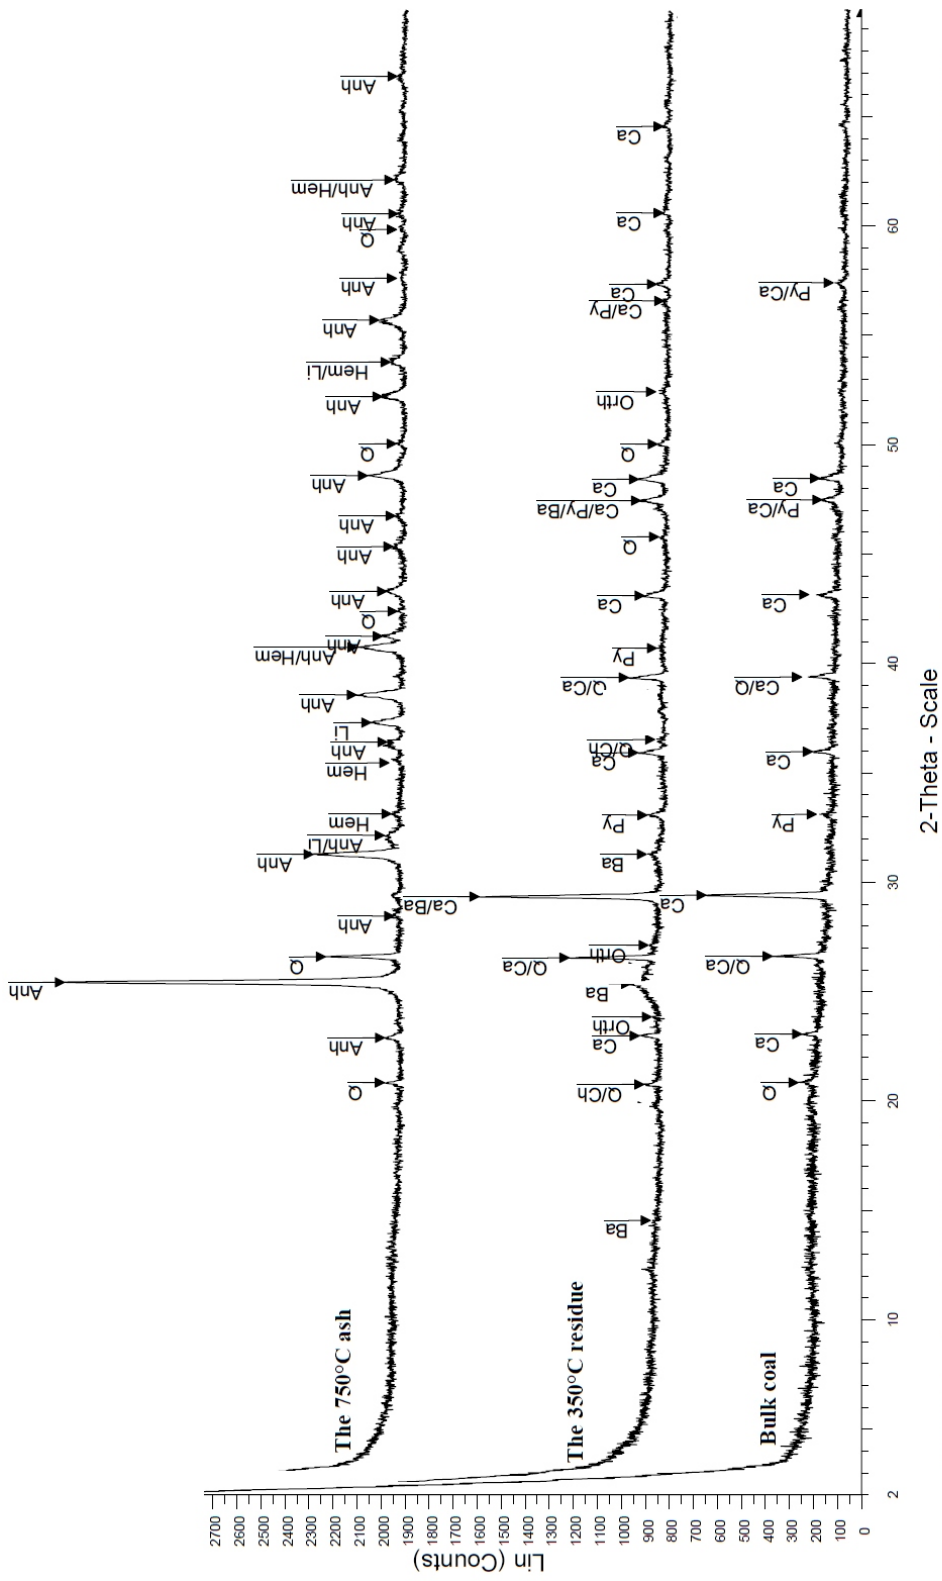 Lin (Counts)
2700
2600
2500
2400
2300
2200
2100
2000
1900
1800
1700
1600
1500
1400
1300
1200
1100
1000
900
800
700
600
500
400
300
200
100
0
The 750°C ash
Q
Anh
Anh
Q
Anh
Anh
Anh/Li
Hem
Hem
Anh
Li
Anh
Anh/Hem
Anh
Q
Anh
Anh
Anh
Anh
Q
Anh
Hem/Li
Anh
Anh
Q
Anh
Anh/Hem
Anh
The 350°C residue
Ba
Q/Ch
Ca
Orth
Ba
Q/Ca
Orth
Ca/Ba
Ba
Py
Ca
Q/Ch
Q/Ca
Py
Ca
Q
Ca/Py/Ba
Ca
Q
Orth
Ca/Py
Ca
Ca
Ca
Bulk coal
Q
Ca
Q/Ca
Ca
Py
Ca
Ca/Q
Ca
Py/Ca
Ca
Py/Ca
2
10
20
30
40
50
60
2-Theta - Scale